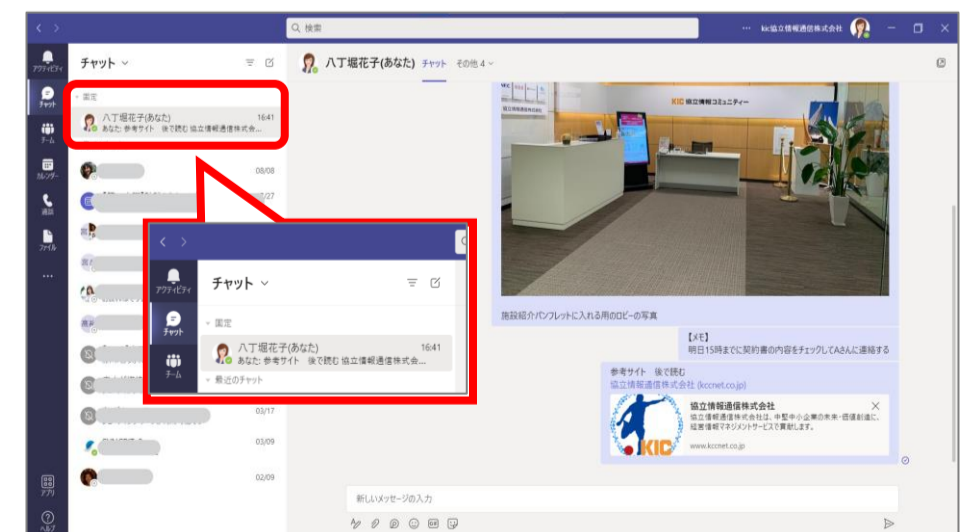 検索
kic協立情報通信株式会社
アクティビティ
チャット
チーム
カレンダー
通話
ファイル
アプリ
ヘルプ
チャット
固定
八丁堀花子(あなた) 16:41
あなた: 参考サイト 後で読む 協立情報通信株式会...
08/08
03/17
03/09
02/09
アクティビティ
チャット
チーム
チャット
固定
八丁堀花子(あなた) 16:41
あなた: 参考サイト 後で読む 協立情報通信株式会...
最近のチャット
八丁堀花子(あなた) チャット その他 4
KIC 協立情報コミュニティー
施設紹介パンフレットに入れる用のロビーの写真
【メモ】
明日15時までに契約書の内容をチェックしてAさんに連絡する
参考サイト 後で読む
協立情報通信株式会社 (kccnet.co.jp)
KIC
協立情報通信株式会社
協立情報通信株式会社は、中堅中小企業の未来・価値創造に、
経営情報マネジメントサービスで貢献します。
www.kccnet.co.jp
新しいメッセージの入力
GIF